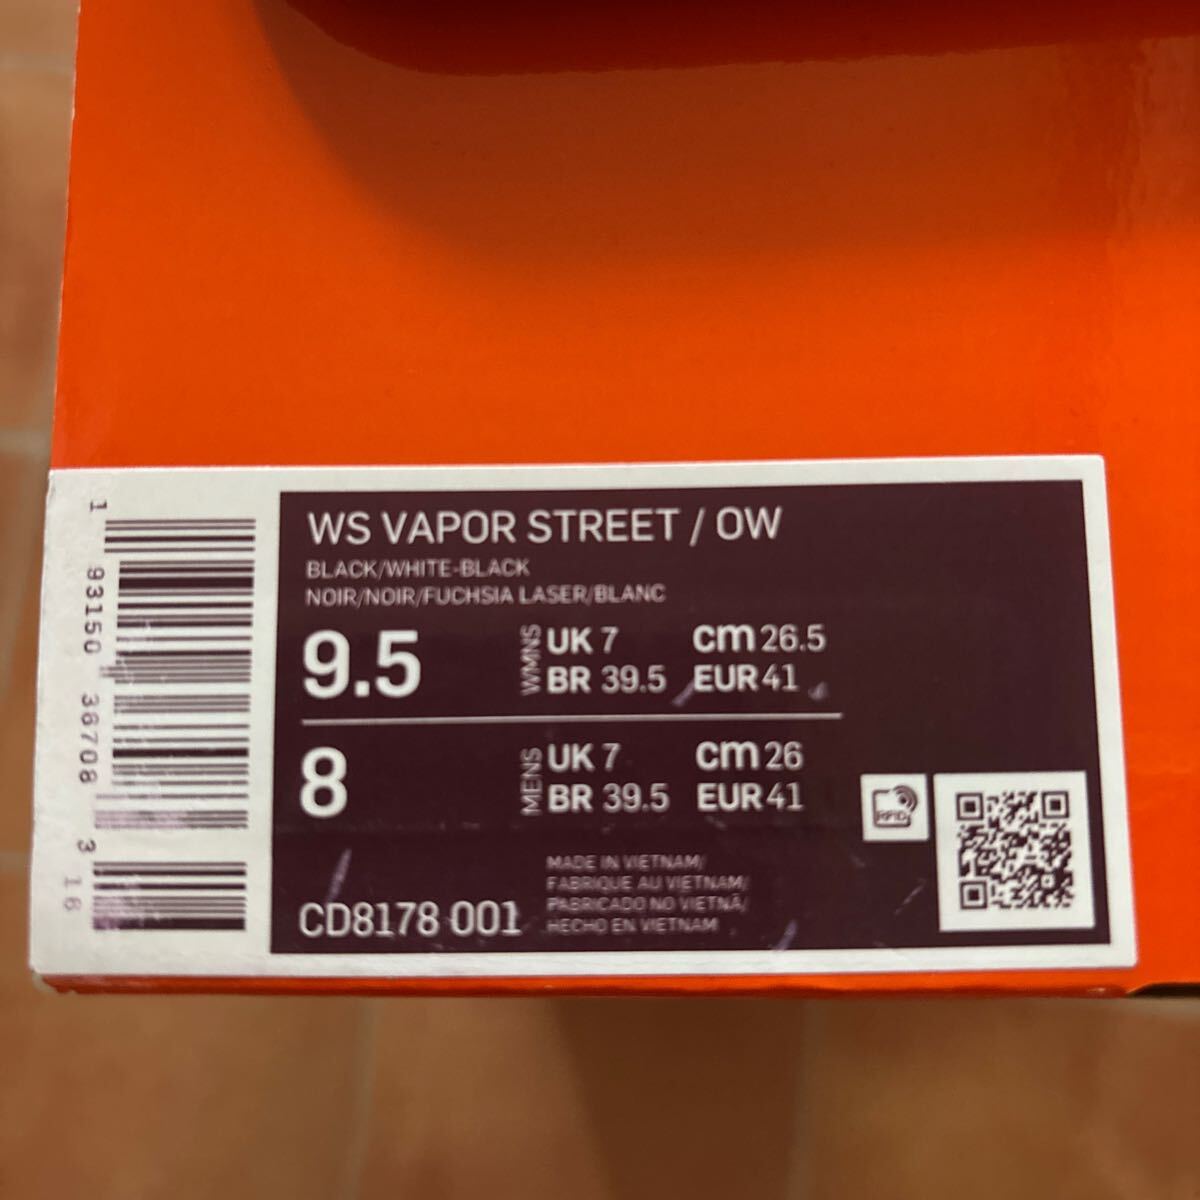 WS VAPOR STREET / OW
BLACK/WHITE-BLACK
NOIR/NOIR/FUCHSIA LASER/BLANC
9.5
WMNS
UK 7 cm 26.5
BR 39.5 EUR 41
8
MENS
UK 7 cm 26
BR 39.5 EUR 41
MADE IN VIETNAM/
FABRIQUE AU VIETNAM/
FABRICADO NO VIETNÃ/
HECHO EN VIETNAM
CD8178 001
RFID
1 93150 36708 3 16